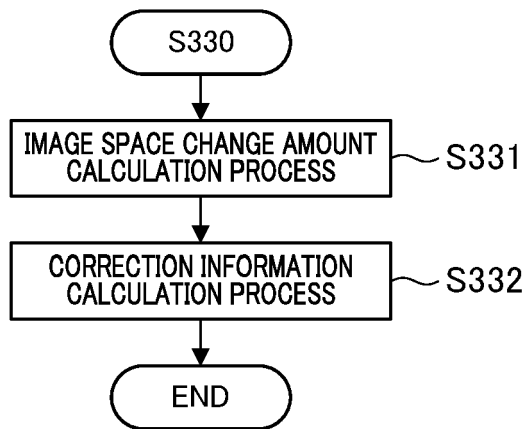 S330
IMAGE SPACE CHANGE AMOUNT
CALCULATION PROCESS
S331
CORRECTION INFORMATION
CALCULATION PROCESS
S332
END